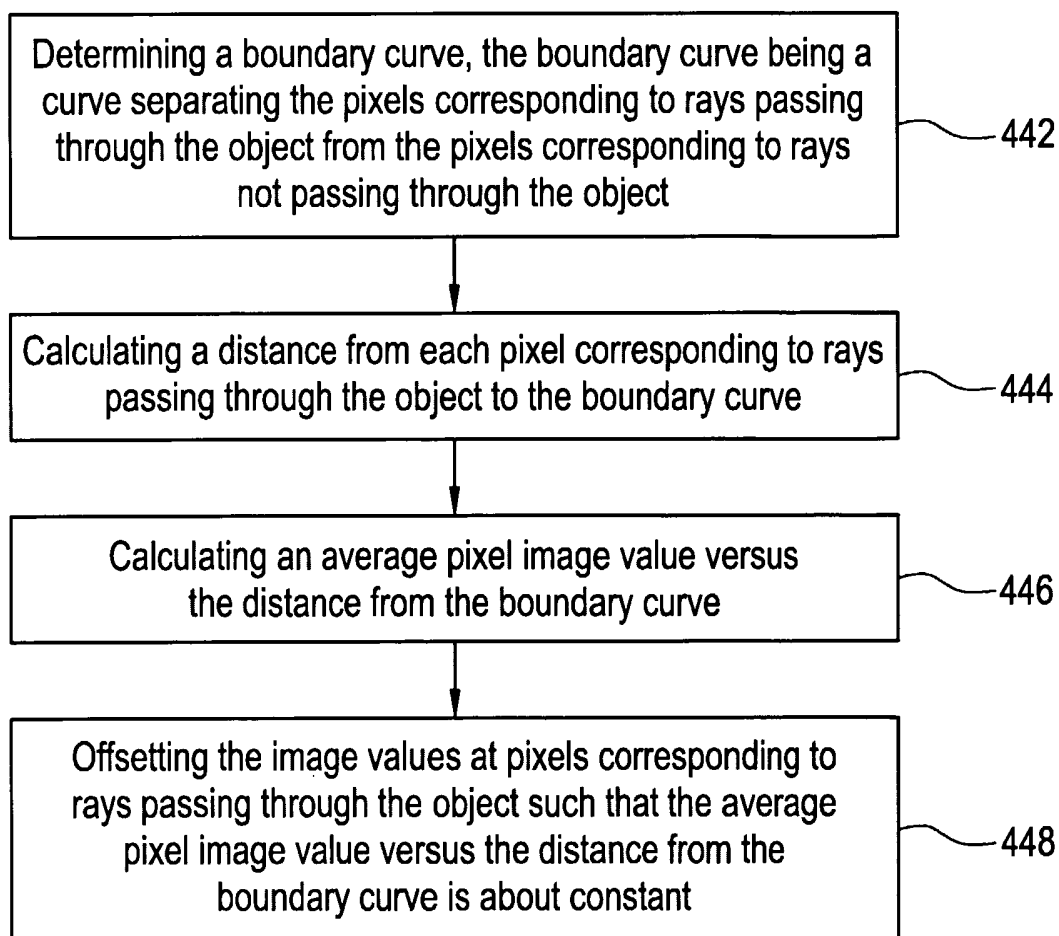 Determining a boundary curve, the boundary curve being a
curve separating the pixels corresponding to rays passing
through the object from the pixels corresponding to rays
not passing through the object
442
Calculating a distance from each pixel corresponding to rays
passing through the object to the boundary curve
444
Calculating an average pixel image value versus
the distance from the boundary curve
446
Offsetting the image values at pixels corresponding to
rays passing through the object such that the average
pixel image value versus the distance from the
boundary curve is about constant
448